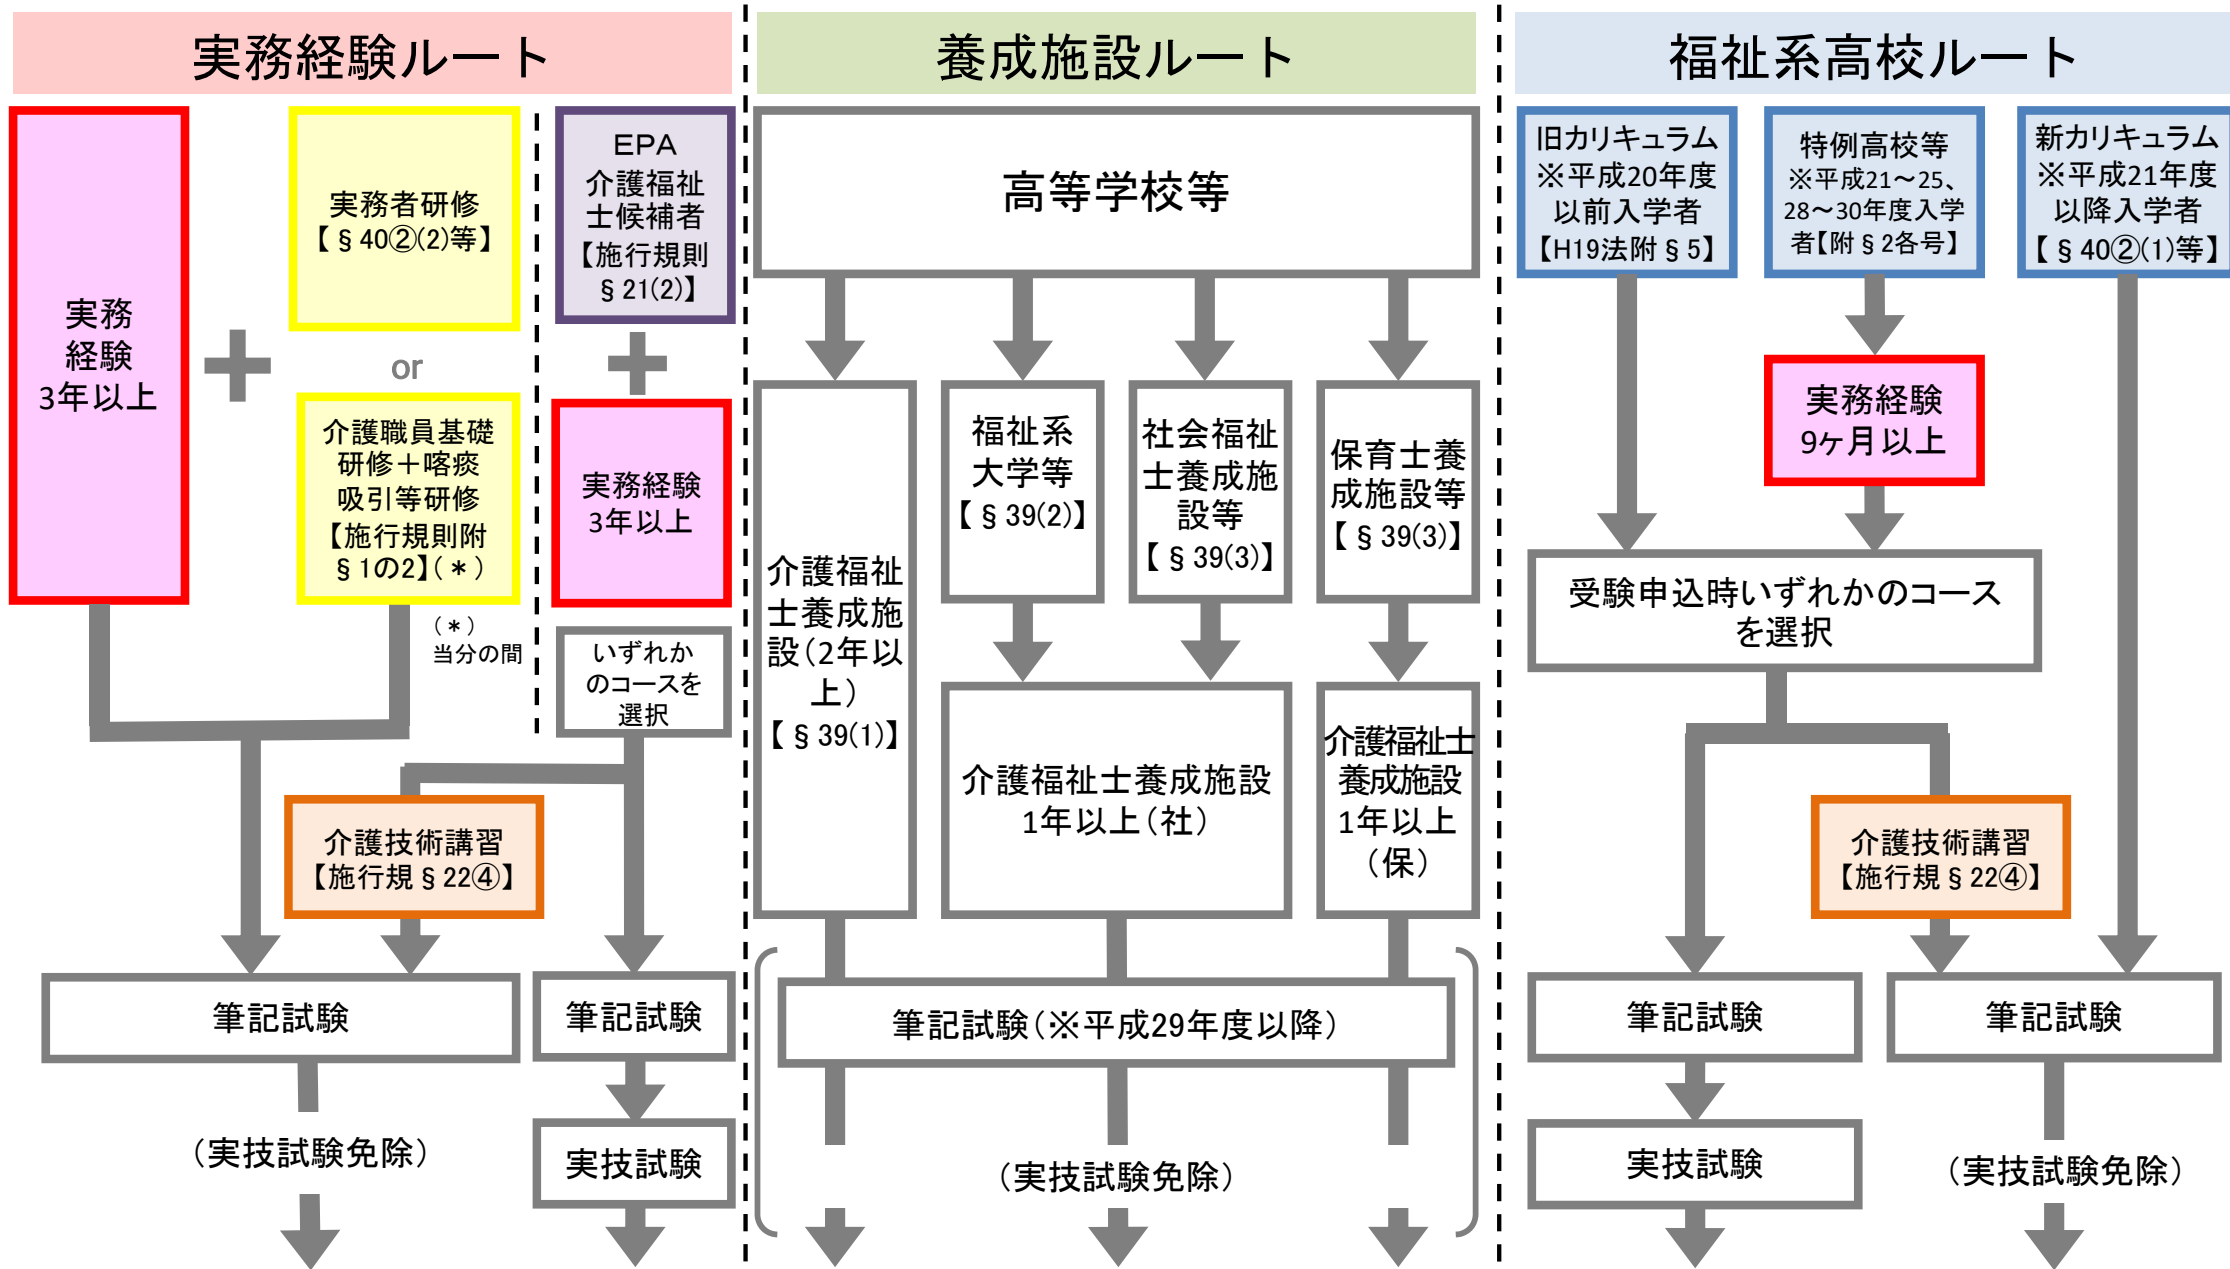 実務経験ルート
実務
経験
3年以上
実務者研修
【§40②(2)等】
or
介護職員基礎
研修＋喀痰
吸引等研修
【施行規則附
§1の2】(＊)
(＊)
当分の間
EPA
介護福祉
士候補者
【施行規則
§21(2)】
実務経験
3年以上
いずれか
のコースを
選択
介護技術講習
【施行規§22④】
筆記試験
(実技試験免除)
筆記試験
実技試験
養成施設ルート
高等学校等
介護福祉
士養成施
設(2年以
上)
【§39(1)】
福祉系
大学等
【§39(2)】
社会福祉
士養成施
設等
【§39(3)】
保育士養
成施設等
【§39(3)】
介護福祉士養成施設
1年以上(社)
介護福祉士
養成施設
1年以上
(保)
筆記試験(※平成29年度以降)
(実技試験免除)
福祉系高校ルート
旧カリキュラム
※平成20年度
以前入学者
【H19法附§5】
特例高校等
※平成21～25、
28～30年度入学
者【附§2各号】
新カリキュラム
※平成21年度
以降入学者
【§40②(1)等】
実務経験
9ヶ月以上
受験申込時いずれかのコース
を選択
介護技術講習
【施行規§22④】
筆記試験
実技試験
筆記試験
(実技試験免除)